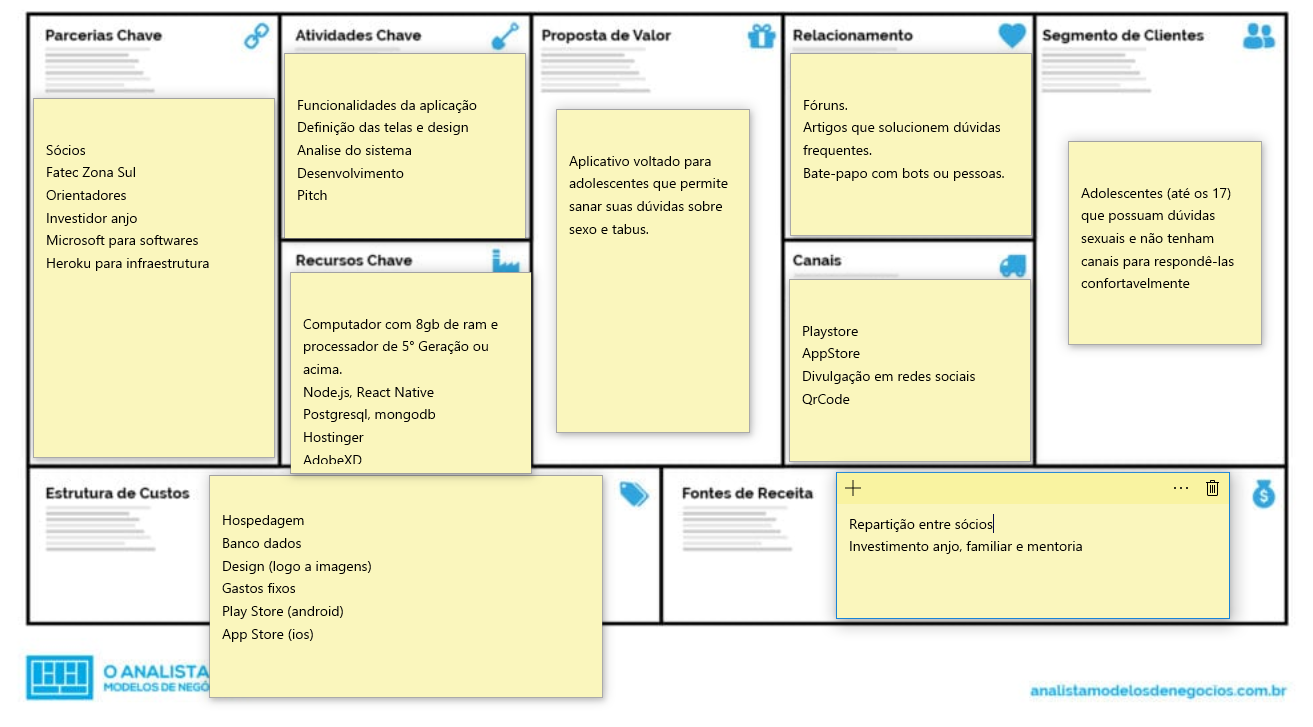 Parcerias Chave
Sócios
Fatec Zona Sul
Orientadores
Investidor anjo
Microsoft para softwares
Heroku para infraestrutura
Atividades Chave
Funcionalidades da aplicação
Definição das telas e design
Analise do sistema
Desenvolvimento
Pitch
Recursos Chave
Computador com 8gb de ram e
processador de 5° Geração ou
acima.
Node.js, React Native
Postgresql, mongodb
Hostinger
AdobeXD
Proposta de Valor
Aplicativo voltado para
adolescentes que permite
sanar suas dúvidas sobre
sexo e tabus.
Relacionamento
Fóruns.
Artigos que solucionem dúvidas
frequentes.
Bate-papo com bots ou pessoas.
Canais
Playstore
AppStore
Divulgação em redes sociais
QrCode
Segmento de Clientes
Adolescentes (até os 17)
que possuam dúvidas
sexuais e não tenham
canais para respondê-las
confortavelmente
Estrutura de Custos
Hospedagem
Banco dados
Design (logo a imagens)
Gastos fixos
Play Store (android)
App Store (ios)
Fontes de Receita
Repartição entre sócios
Investimento anjo, familiar e mentoria
O ANALISTA
MODELOS DE NEGÓ
analistamodelosdenegocios.com.br